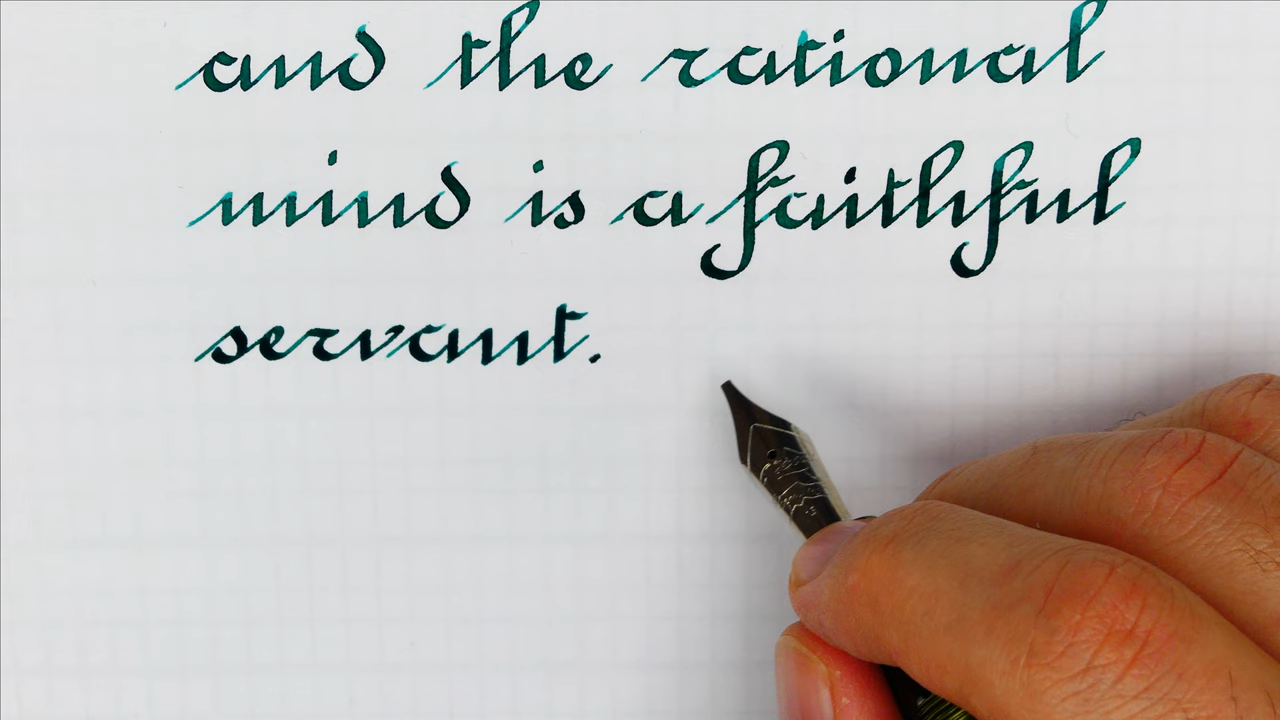 and the rational
mind is a faithful
servant.